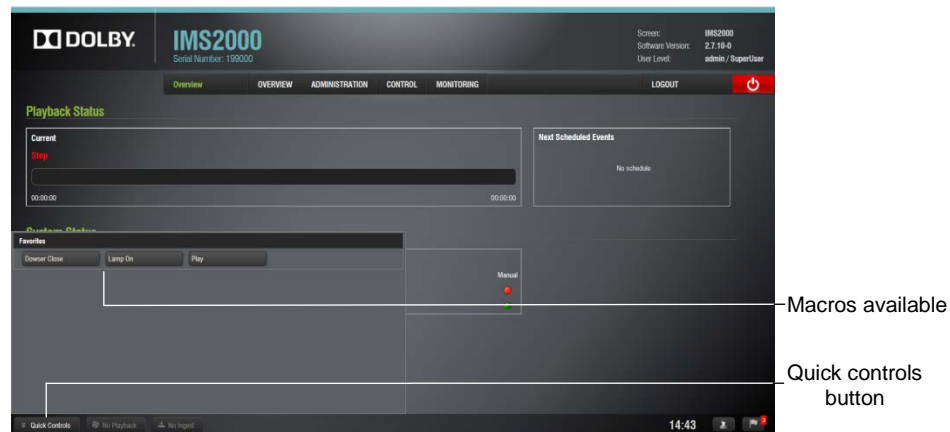 DOLBY.
IMS2000
Serial Number: 199000
Screen: IMS2000
Software Version: 2.7.10-0
User Level: admin / SuperUser
Overview OVERVIEW ADMINISTRATION CONTROL MONITORING LOGOUT
Playback Status
Current
Stop
00:00:00 00:00:00
Next Scheduled Events
No schedule
System Status
Favorites
Dowser Close Lamp On Play
Manual
Macros available
Quick controls
button
Quick Controls No Playback No Ingest 14:43 3